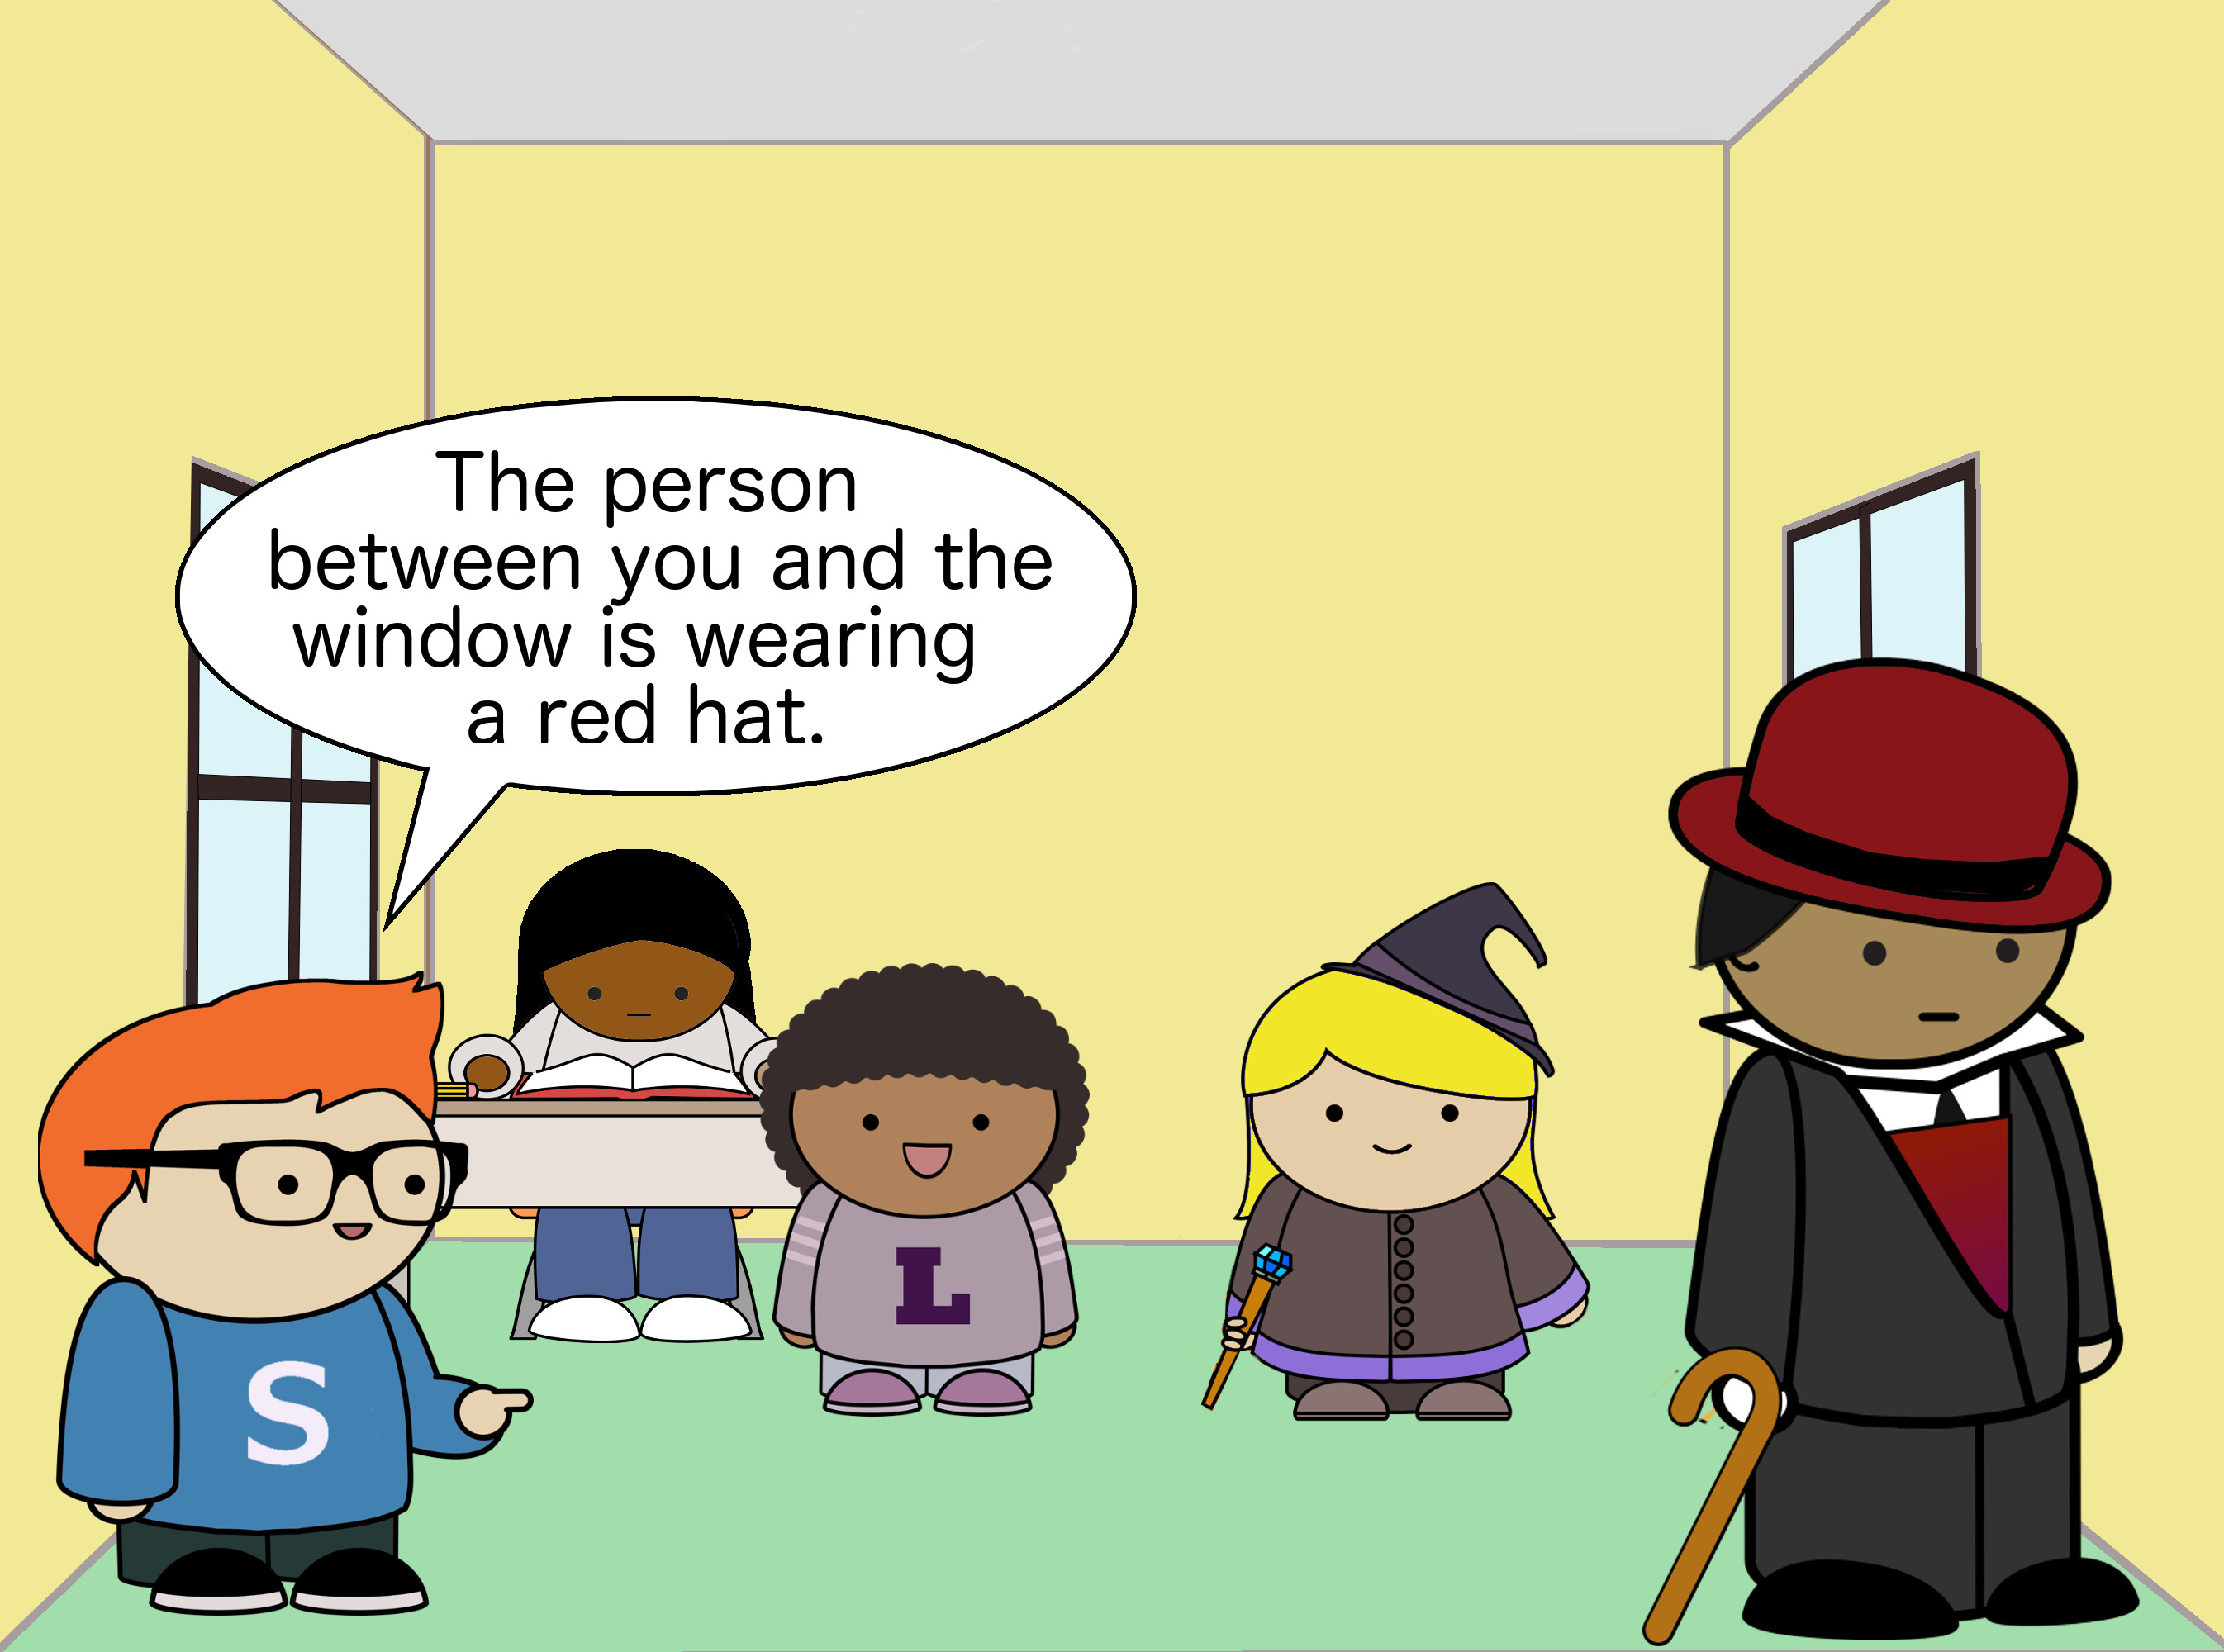 The person
between you and the
window is wearing
a red hat.
S
L